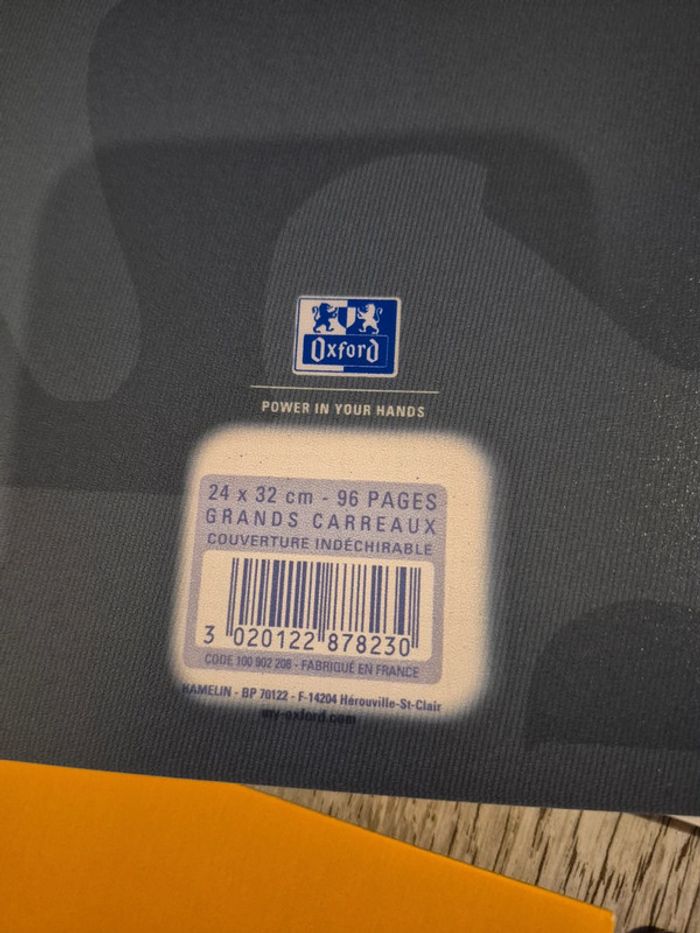 Oxford
POWER IN YOUR HANDS
24 x 32 cm - 96 PAGES
GRANDS CARREAUX
COUVERTURE INDÉCHIRABLE
3 020122 878230
CODE 100 902 208 - FABRIQUÉ EN FRANCE
HAMELIN - BP 70122 - F-14204 Hérouville-St-Clair
my-oxford.com